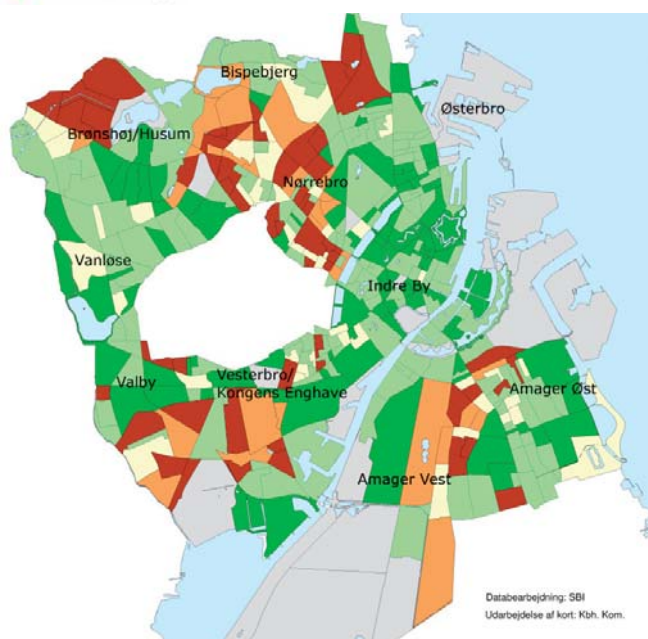 Bispebjerg
Østerbro
Brønshøj/Husum
Nørrebro
Vanløse
Indre By
Valby
Vesterbro/
Kongens Enghave
Amager Øst
Amager Vest
Databearbejdning: SBI
Udarbejdelse af kort: Kbh. Kom.